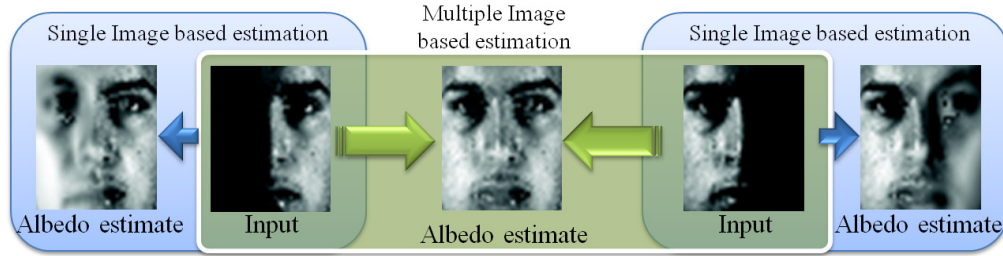 Single Image based estimation
Multiple Image
based estimation
Single Image based estimation
Albedo estimate
Input
Albedo estimate
Input
Albedo estimate